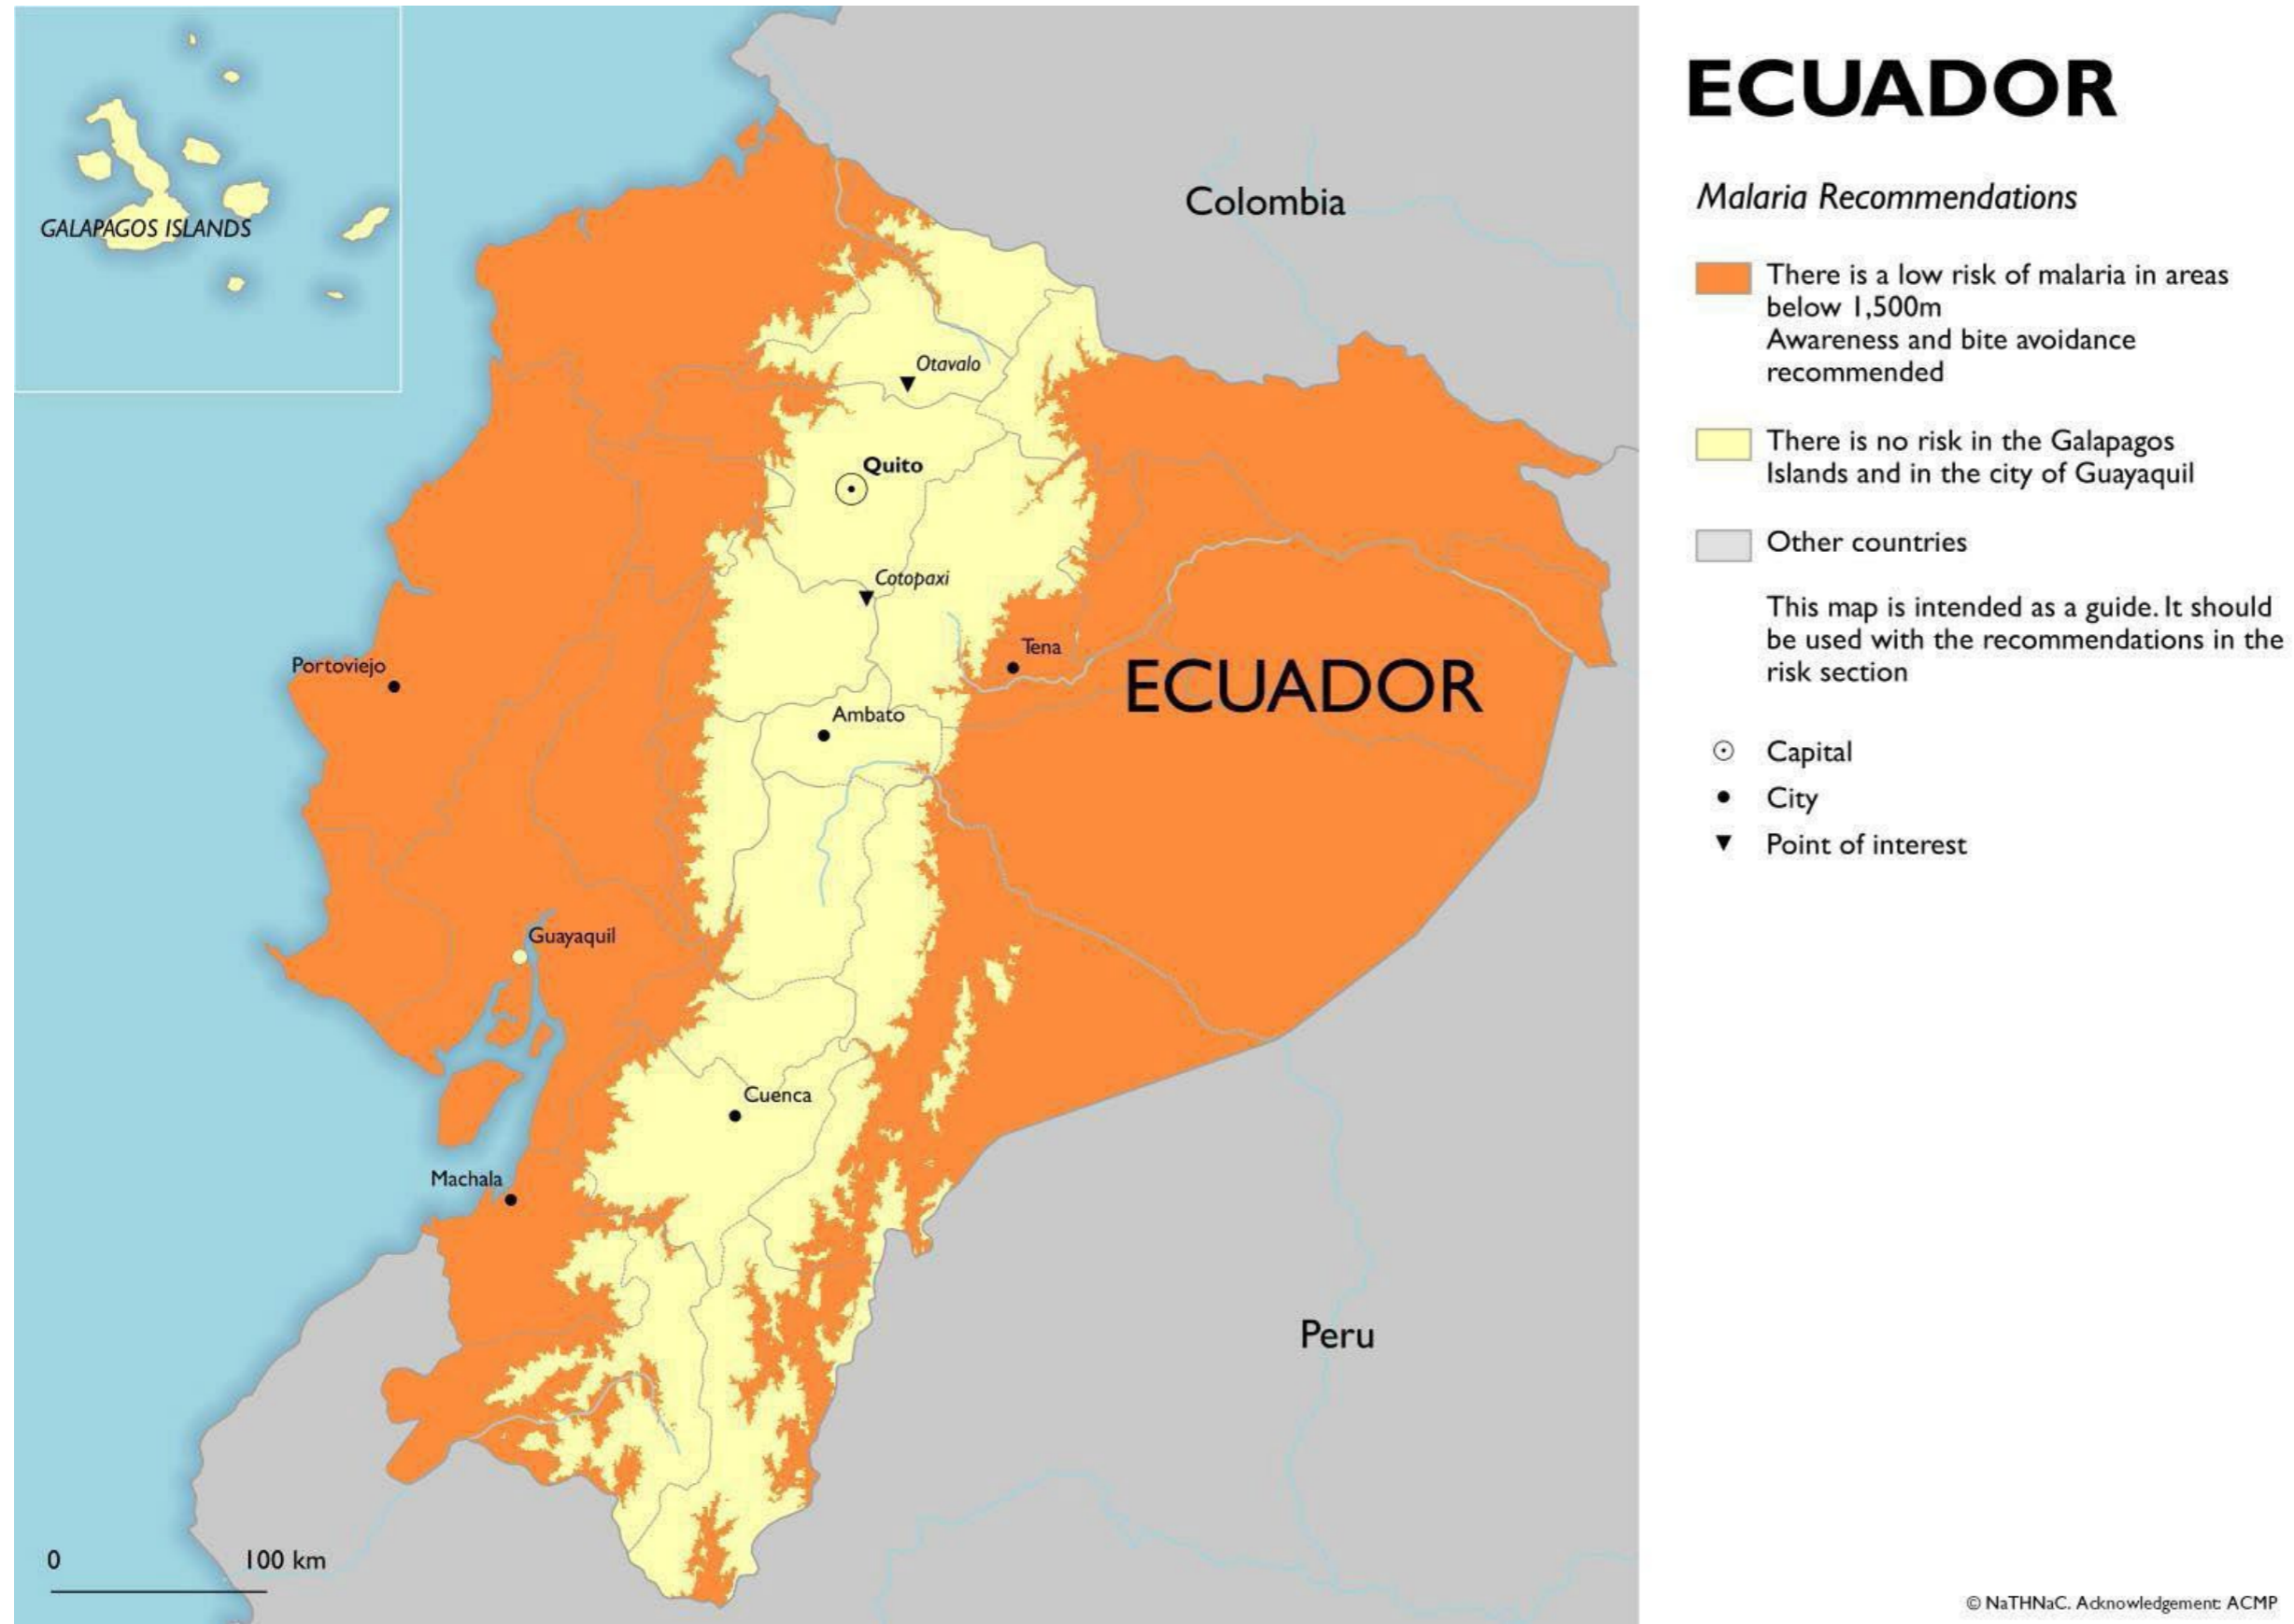 GALAPAGOS ISLANDS
Colombia
Otavalo
Quito
Cotopaxi
Tena
Portoviejo
ECUADOR
Ambato
Guayaquil
Cuenca
Machala
Peru
0 100 km
ECUADOR
Malaria Recommendations
There is a low risk of malaria in areas
below 1,500m
Awareness and bite avoidance
recommended
There is no risk in the Galapagos
Islands and in the city of Guayaquil
Other countries
This map is intended as a guide. It should
be used with the recommendations in the
risk section
Capital
City
Point of interest
© NaTHNaC. Acknowledgement: ACMP